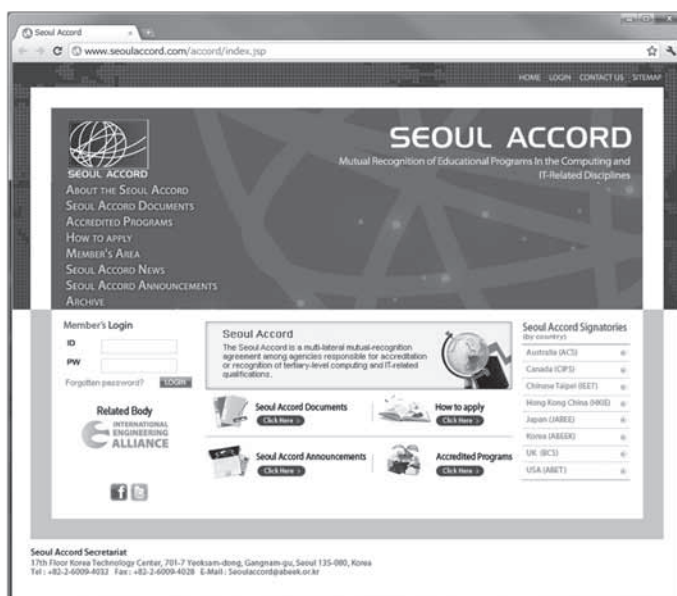 Seoul Accord
www.seoulaccord.com/accord/index.jsp
HOME LOGIN CONTACT US SITEMAP
SEOUL ACCORD
SEOUL ACCORD
Mutual Recognition of Educational Programs In the Computing and
IT-Related Disciplines
ABOUT THE SEOUL ACCORD
SEOUL ACCORD DOCUMENTS
ACCREDITED PROGRAMS
HOW TO APPLY
MEMBER'S AREA
SEOUL ACCORD NEWS
SEOUL ACCORD ANNOUNCEMENTS
ARCHIVE
Member's Login
ID
PW
Forgotten password? LOGIN
Related Body
INTERNATIONAL
ENGINEERING
ALLIANCE
Seoul Accord
The Seoul Accord is a multi-lateral mutual-recognition
agreement among agencies responsible for accreditation
or recognition of tertiary-level computing and IT-related
qualifications.
Seoul Accord Documents
Click Here >
How to apply
Click Here >
Seoul Accord Announcements
Click Here >
Accredited Programs
Click Here >
Seoul Accord Signatories
(by country)
Australia (ACS)
Canada (CIPS)
Chinese Taipei (IEET)
Hong Kong China (HKIE)
Japan (JABEE)
Korea (ABEEK)
UK (BCS)
USA (ABET)
Seoul Accord Secretariat
17th Floor Korea Technology Center, 701-7 Yeoksam-dong, Gangnam-gu, Seoul 135-080, Korea
Tel : +82-2-6009-4032 Fax : +82-2-6009-4028 E-Mail : Seoulaccord@abeek.or.kr